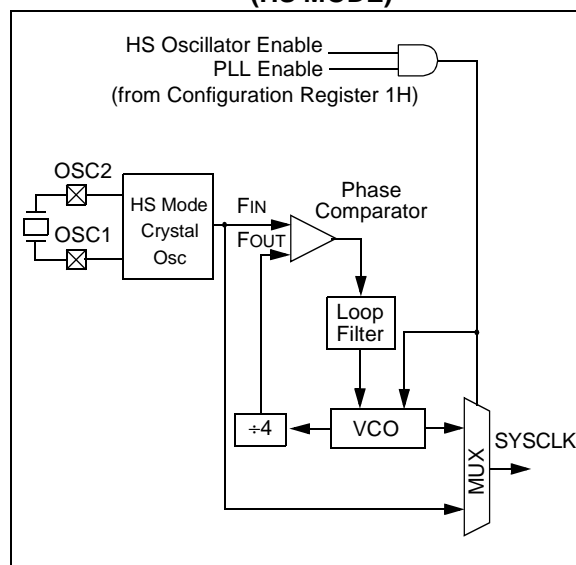 (HS MODE)
HS Oscillator Enable
PLL Enable
(from Configuration Register 1H)
OSC2
OSC1
HS Mode
Crystal
Osc
FIN
FOUT
Phase
Comparator
Loop
Filter
÷4
VCO
MUX
SYSCLK